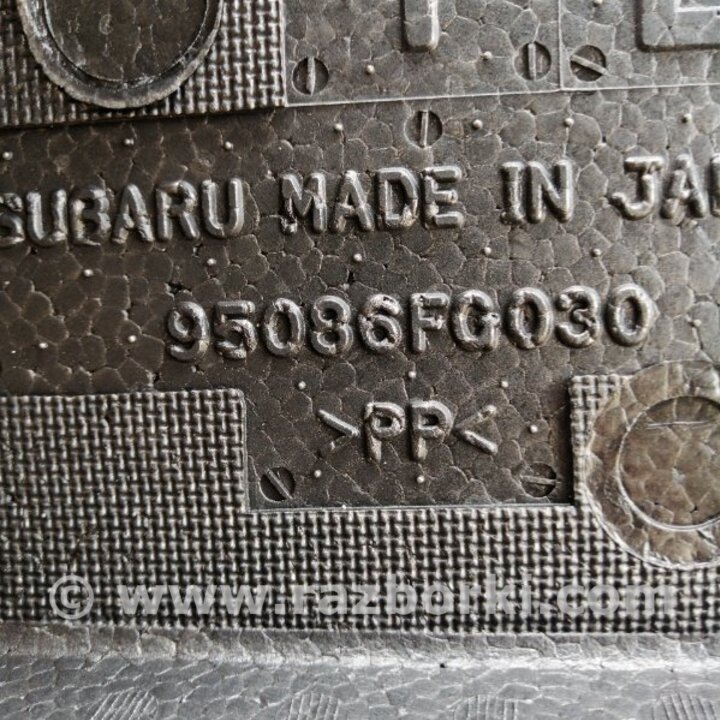 SUBARU MADE IN JA
95086FG030
>PP<
© www.razborki.com